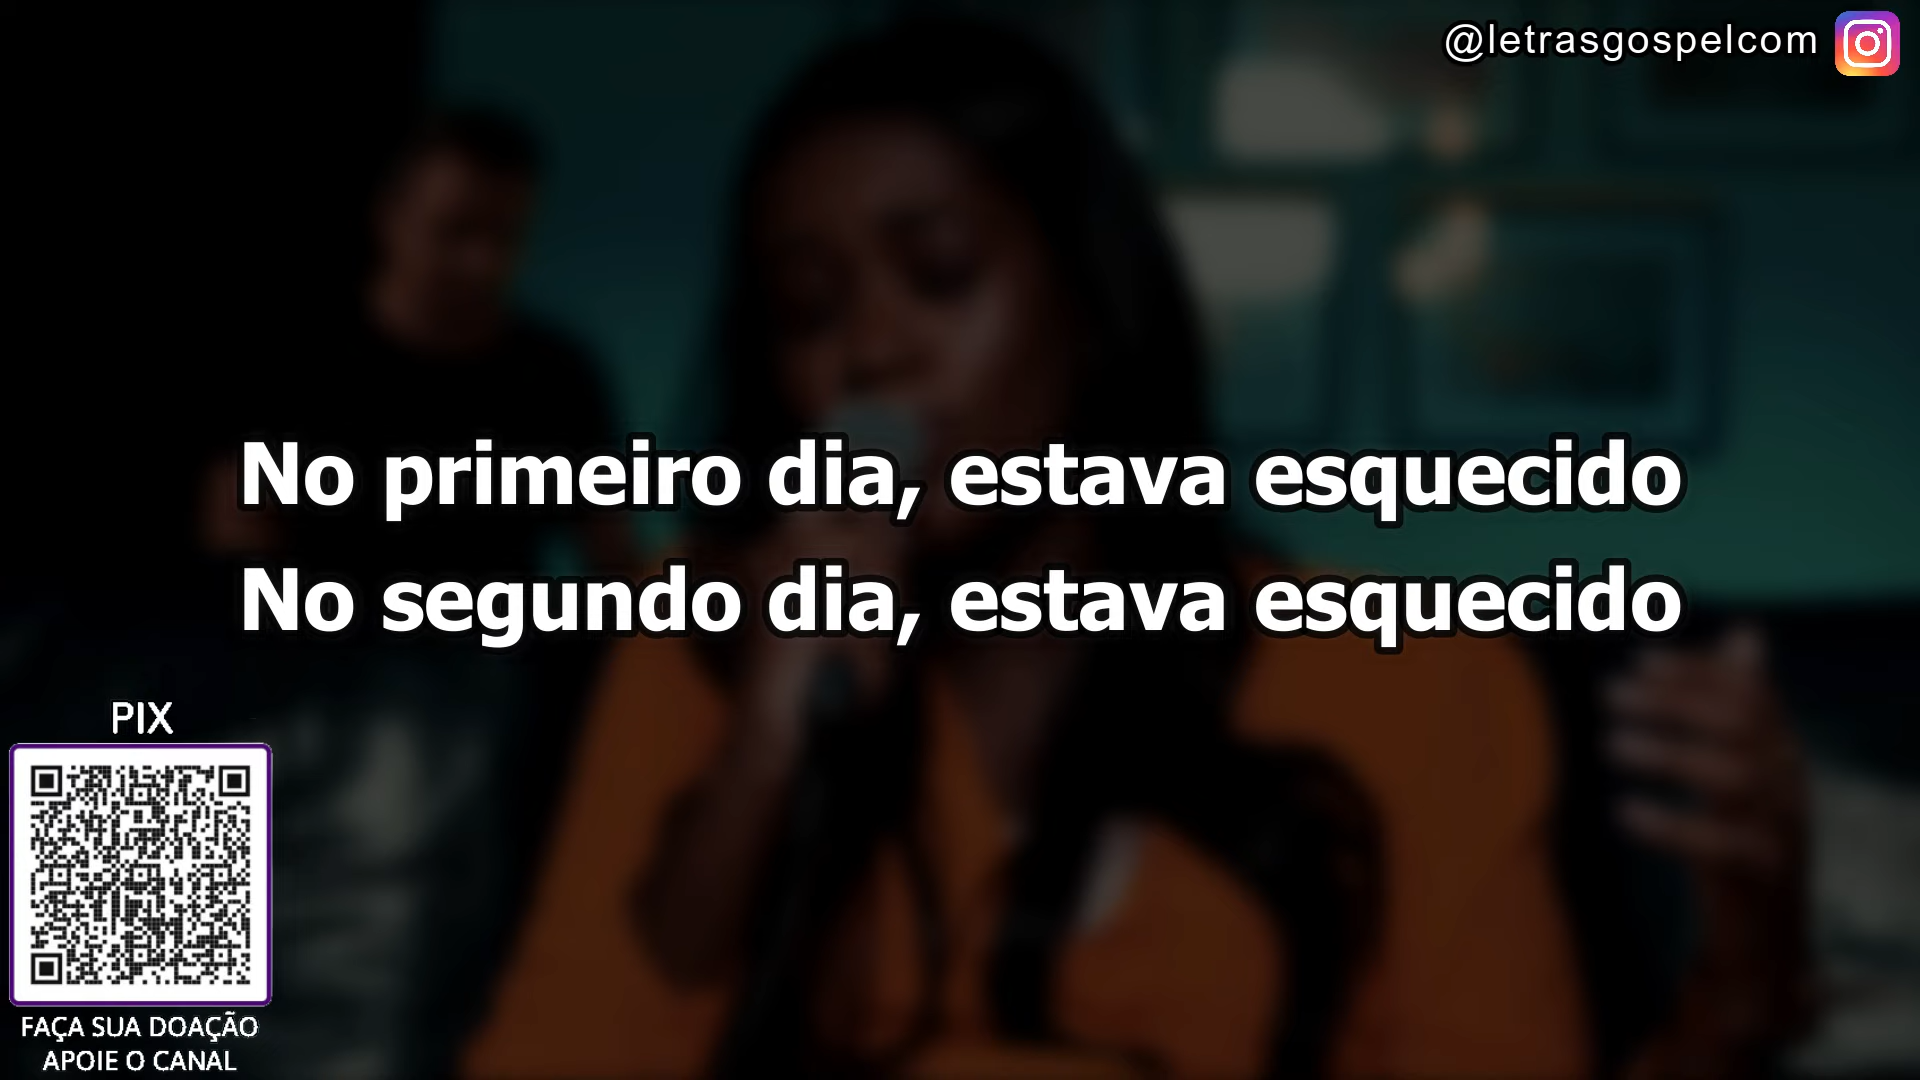 @letrasgospelcom
No primeiro dia, estava esquecido
No segundo dia, estava esquecido
PIX
FAÇA SUA DOAÇÃO
APOIE O CANAL